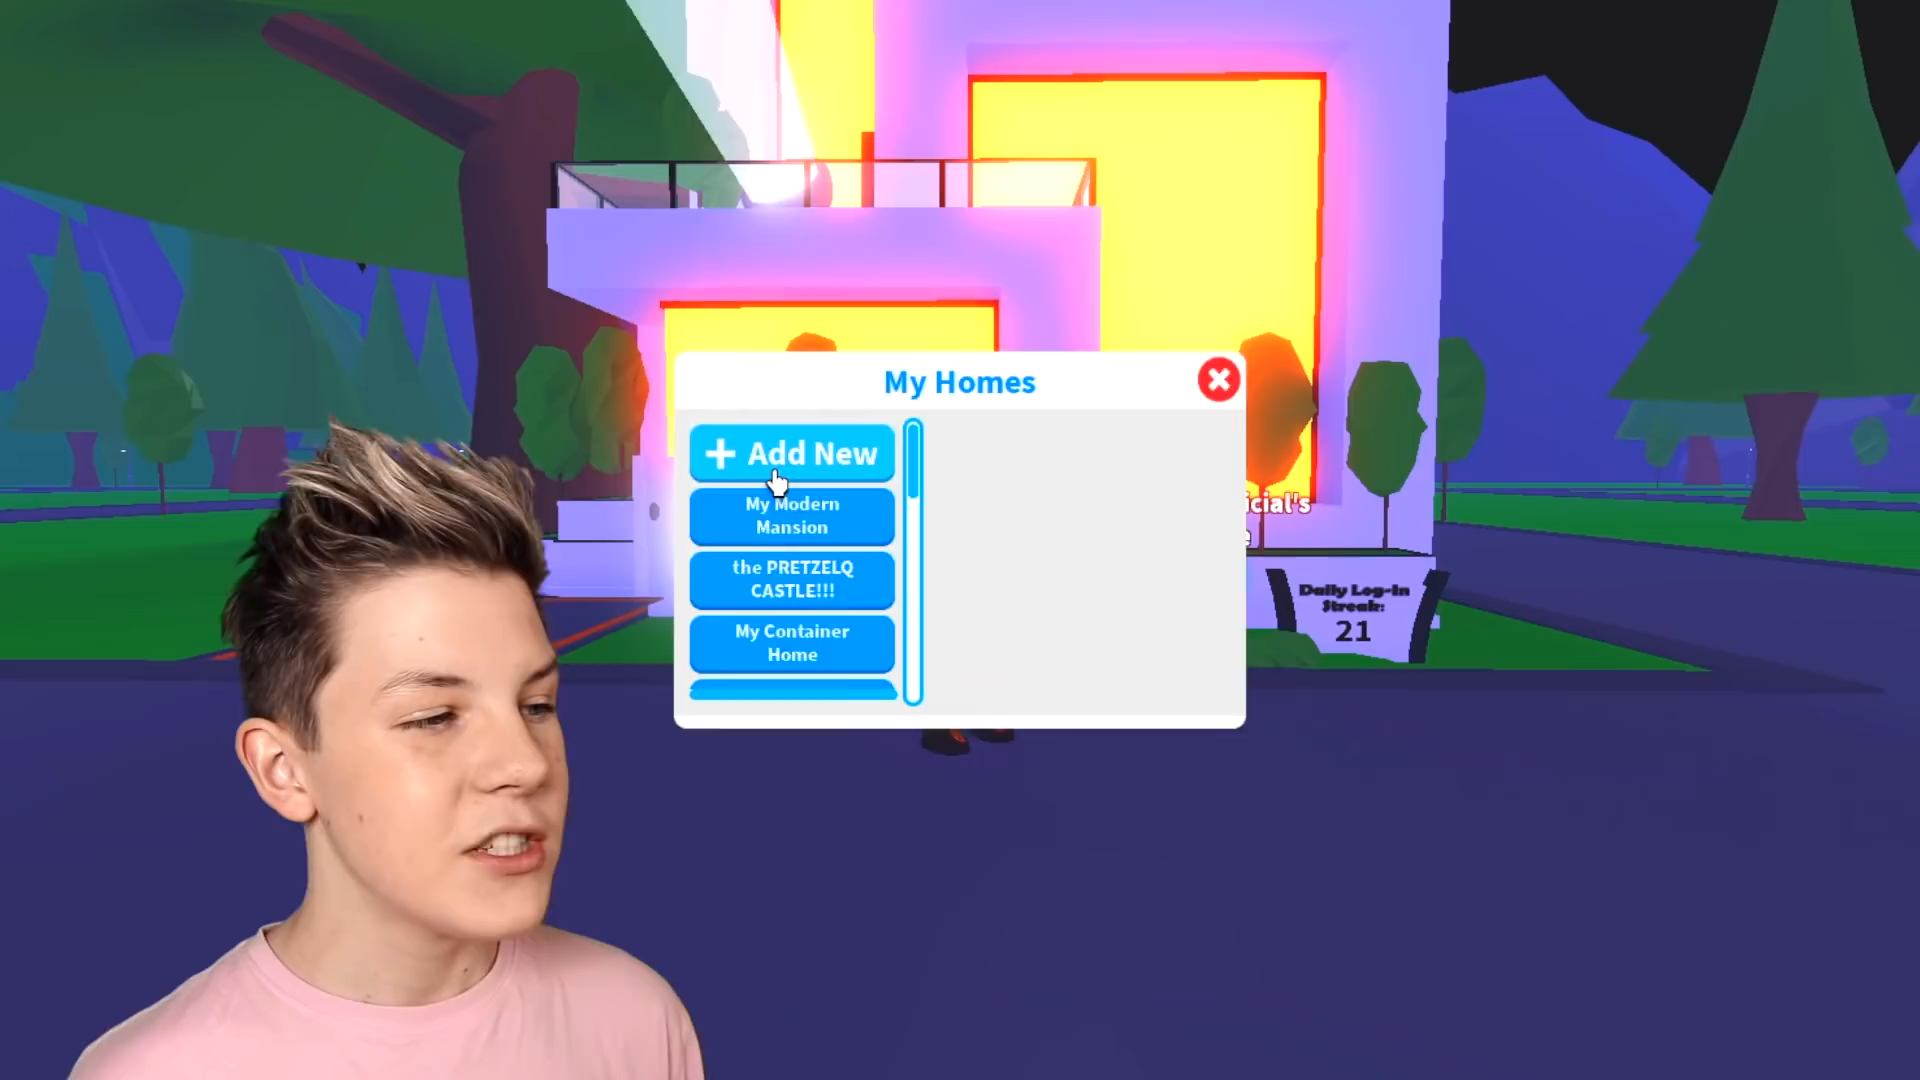 My Homes
+ Add New
My Modern
Mansion
the PRETZELQ
CASTLE!!!
My Container
Home
icial's
e
Daily Log-In
Streak:
21